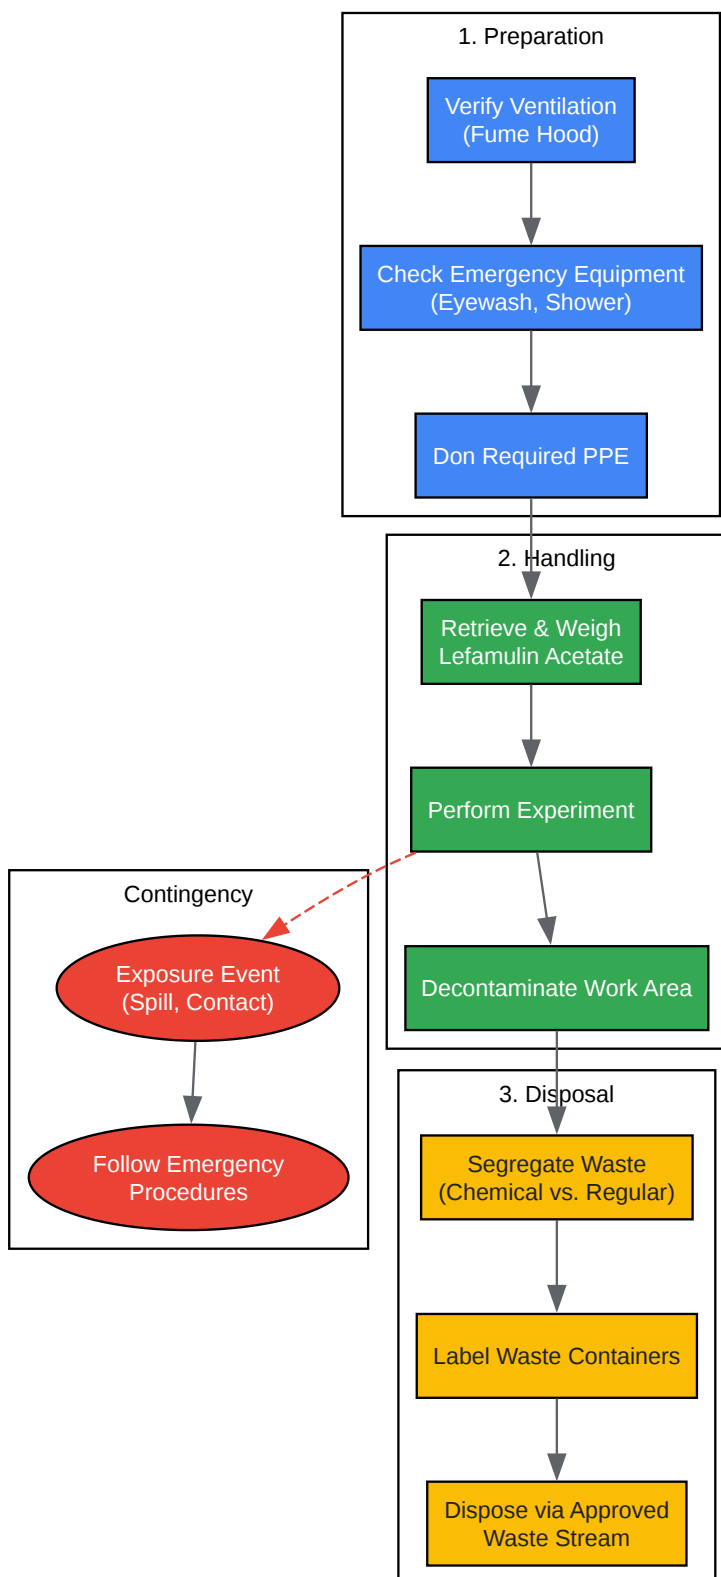 1. Preparation
Verify Ventilation
(Fume Hood)
Check Emergency Equipment
(Eyewash, Shower)
Don Required PPE
2. Handling
Retrieve & Weigh
Lefamulin Acetate
Perform Experiment
Decontaminate Work Area
Contingency
Exposure Event
(Spill, Contact)
Follow Emergency
Procedures
3. Disposal
Segregate Waste
(Chemical vs. Regular)
Label Waste Containers
Dispose via Approved
Waste Stream